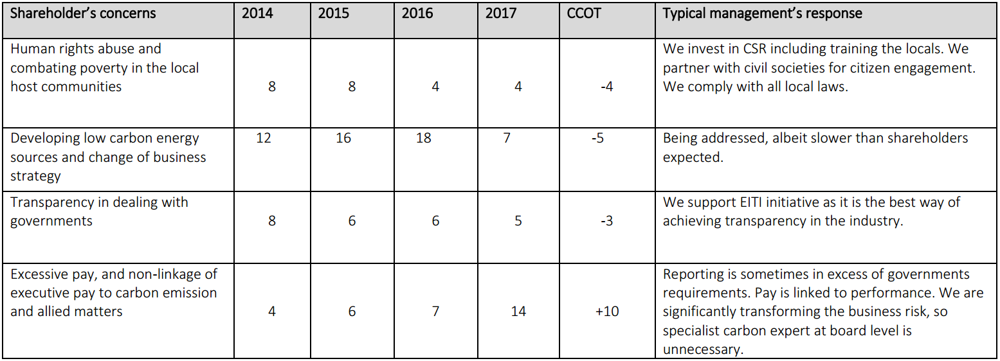 Shareholder’s concerns 2014 2015 2016 2017 CCOT Typical management’s response
Human rights abuse and
combating poverty in the local
host communities
8 8 4 4 -4
We invest in CSR including training the locals. We
partner with civil societies for citizen engagement.
We comply with all local laws.
Developing low carbon energy
sources and change of business
strategy
12 16 18 7 -5
Being addressed, albeit slower than shareholders
expected.
Transparency in dealing with
governments
8 6 6 5 -3
We support EITI initiative as it is the best way of
achieving transparency in the industry.
Excessive pay, and non-linkage of
executive pay to carbon emission
and allied matters
4 6 7 14 +10
Reporting is sometimes in excess of governments
requirements. Pay is linked to performance. We are
significantly transforming the business risk, so
specialist carbon expert at board level is
unnecessary.